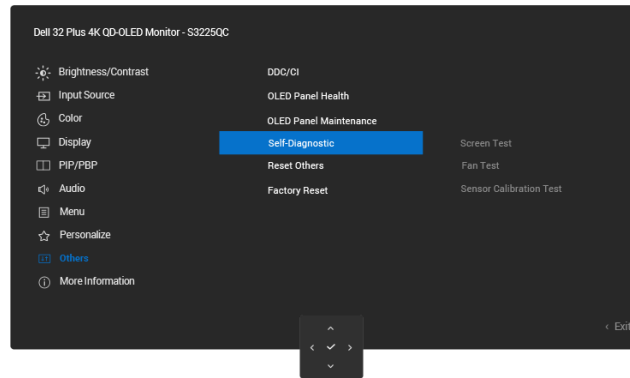 Dell 32 Plus 4K QD-OLED Monitor - S3225QC
Brightness/Contrast
Input Source
Color
Display
PIP/PBP
Audio
Menu
Personalize
Others
More Information
DDC/CI
OLED Panel Health
OLED Panel Maintenance
Self-Diagnostic
Reset Others
Factory Reset
Screen Test
Fan Test
Sensor Calibration Test
Exit